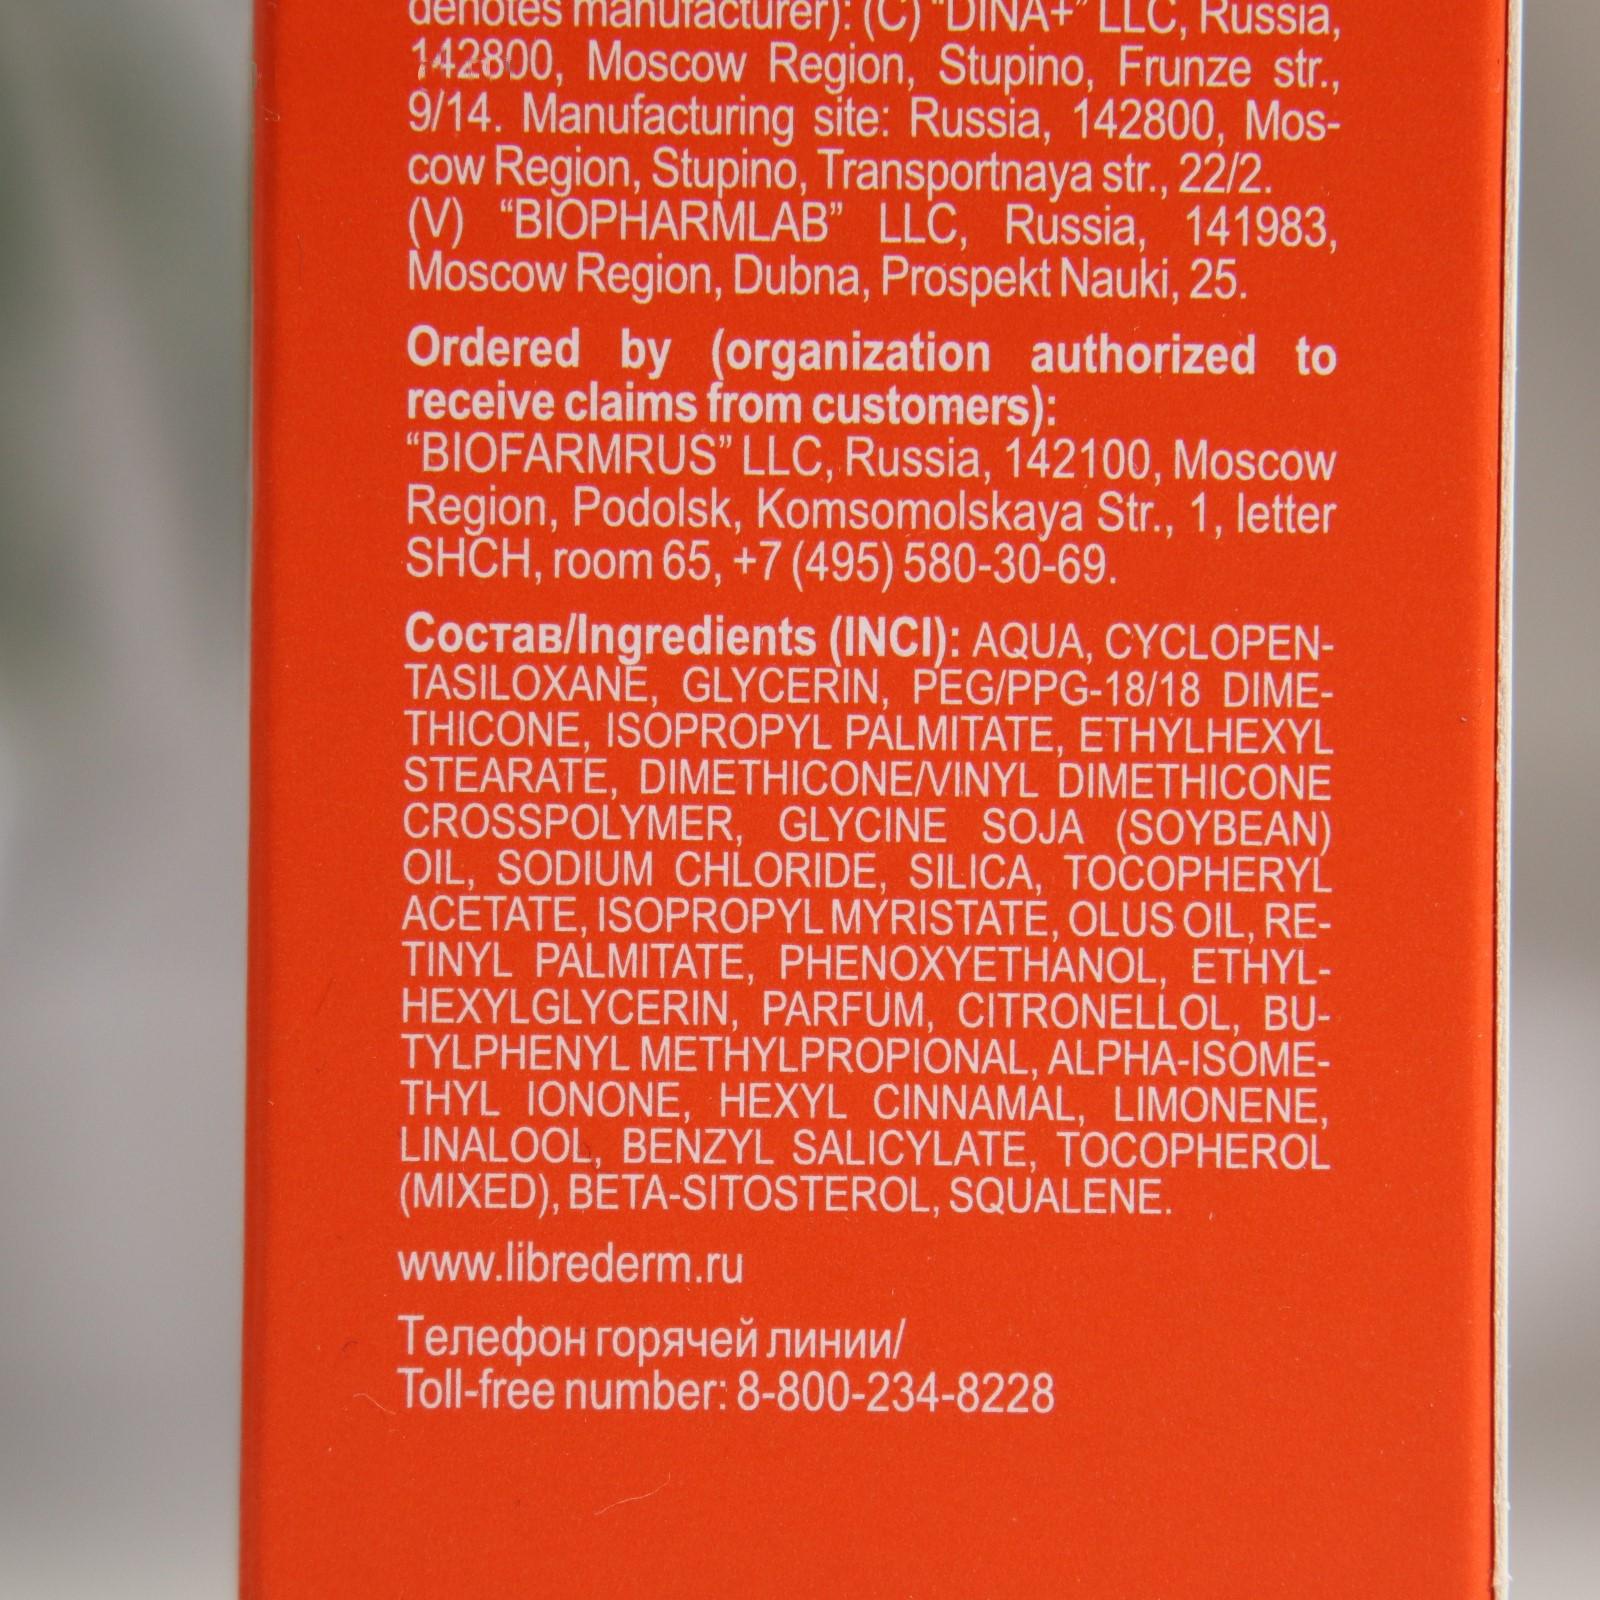 denotes manufacturer): (C) "DINA+" LLC, Russia,
142800, Moscow Region, Stupino, Frunze str.,
9/14. Manufacturing site: Russia, 142800, Mos-
cow Region, Stupino, Transportnaya str., 22/2.
(V) “BIOPHARMLAB” LLC, Russia, 141983,
Moscow Region, Dubna, Prospekt Nauki, 25.
Ordered by (organization authorized to
receive claims from customers):
“BIOFARMRUS” LLC, Russia, 142100, Moscow
Region, Podolsk, Komsomolskaya Str., 1, letter
SHCH, room 65, +7 (495) 580-30-69.
Состав/Ingredients (INCI): AQUA, CYCLOPEN-
TASILOXANE, GLYCERIN, PEG/PPG-18/18 DIME-
THICONE, ISOPROPYL PALMITATE, ETHYLHEXYL
STEARATE, DIMETHICONE/VINYL DIMETHICONE
CROSSPOLYMER, GLYCINE SOJA (SOYBEAN)
OIL, SODIUM CHLORIDE, SILICA, TOCOPHERYL
ACETATE, ISOPROPYL MYRISTATE, OLUS OIL, RE-
TINYL PALMITATE, PHENOXYETHANOL, ETHYL-
HEXYLGLYCERIN, PARFUM, CITRONELLOL, BU-
TYLPHENYL METHYLPROPIONAL, ALPHA-ISOME-
THYL IONONE, HEXYL CINNAMAL, LIMONENE,
LINALOOL, BENZYL SALICYLATE, TOCOPHEROL
(MIXED), BETA-SITOSTEROL, SQUALENE.
www.librederm.ru
Телефон горячей линии/
Toll-free number: 8-800-234-8228